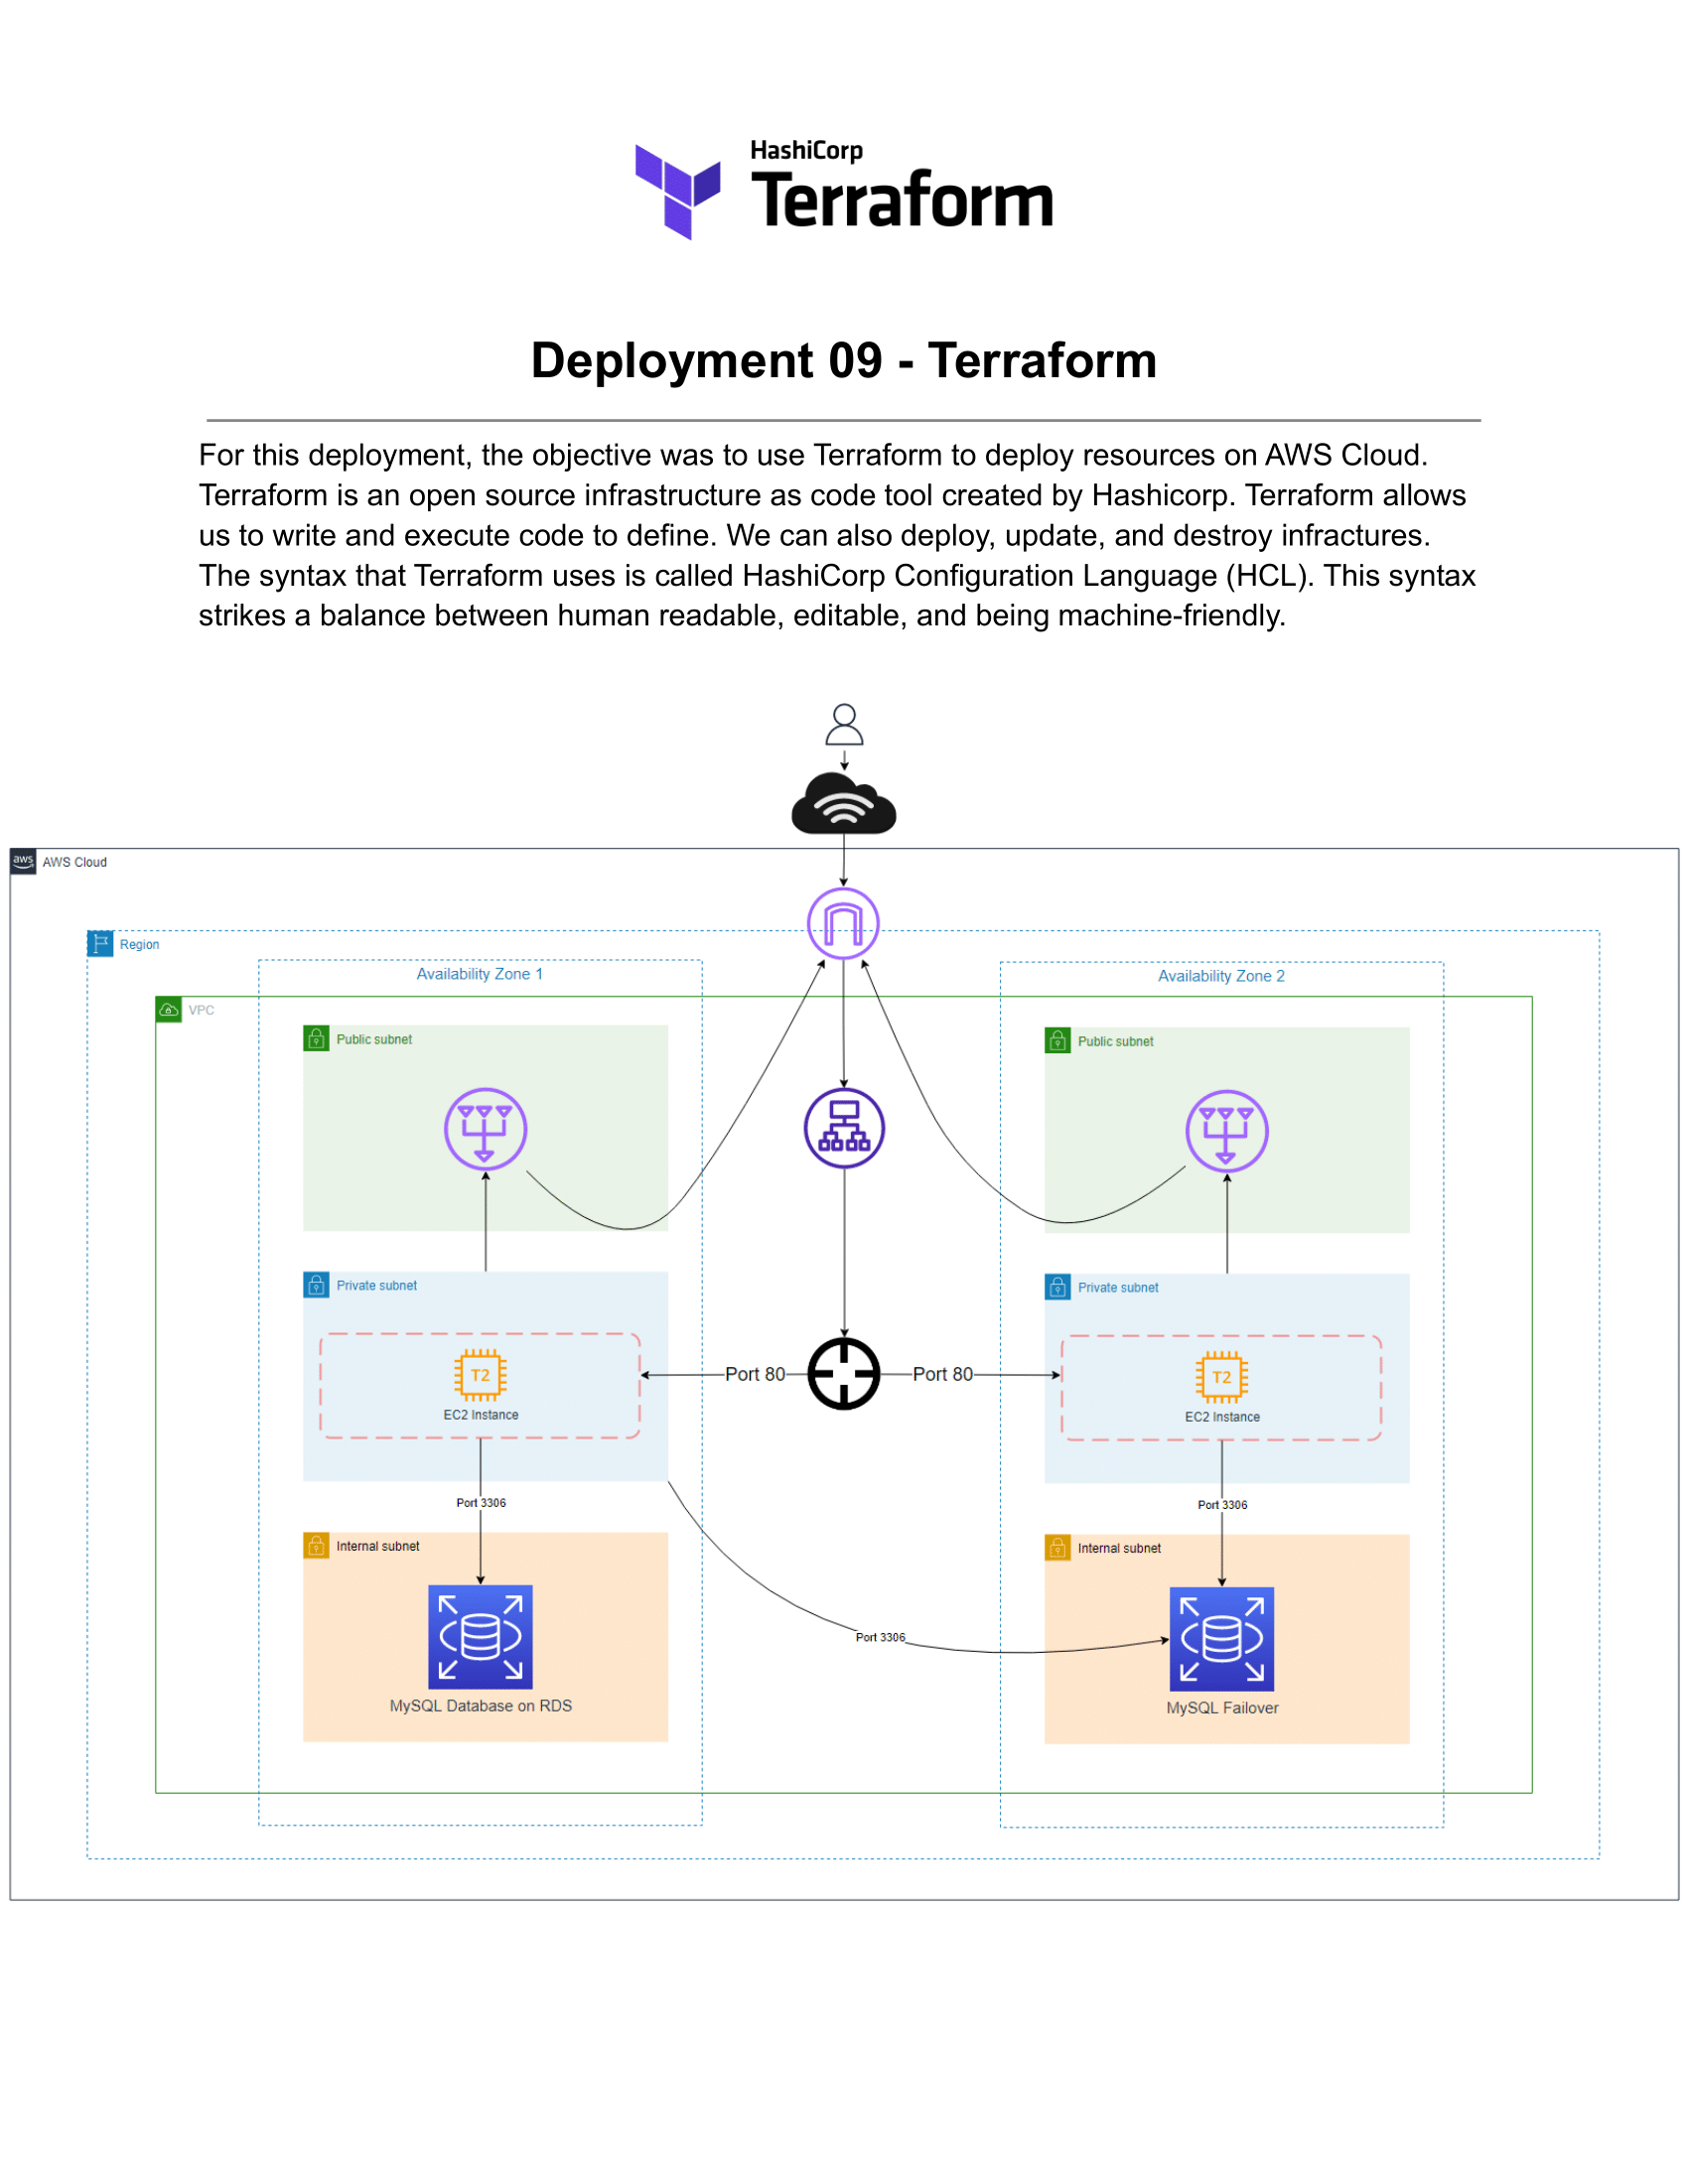 HashiCorp
Terraform
Deployment 09 - Terraform
For this deployment, the objective was to use Terraform to deploy resources on AWS Cloud.
Terraform is an open source infrastructure as code tool created by Hashicorp. Terraform allows
us to write and execute code to define. We can also deploy, update, and destroy infractures.
The syntax that Terraform uses is called HashiCorp Configuration Language (HCL). This syntax
strikes a balance between human readable, editable, and being machine-friendly.
aws
AWS Cloud
Region
Availability Zone 1
Availability Zone 2
VPC
Public subnet
Public subnet
Private subnet
Private subnet
T2
EC2 Instance
Port 80
Port 80
T2
EC2 Instance
Port 3306
Port 3306
Internal subnet
Internal subnet
Port 3306
MySQL Database on RDS
MySQL Failover